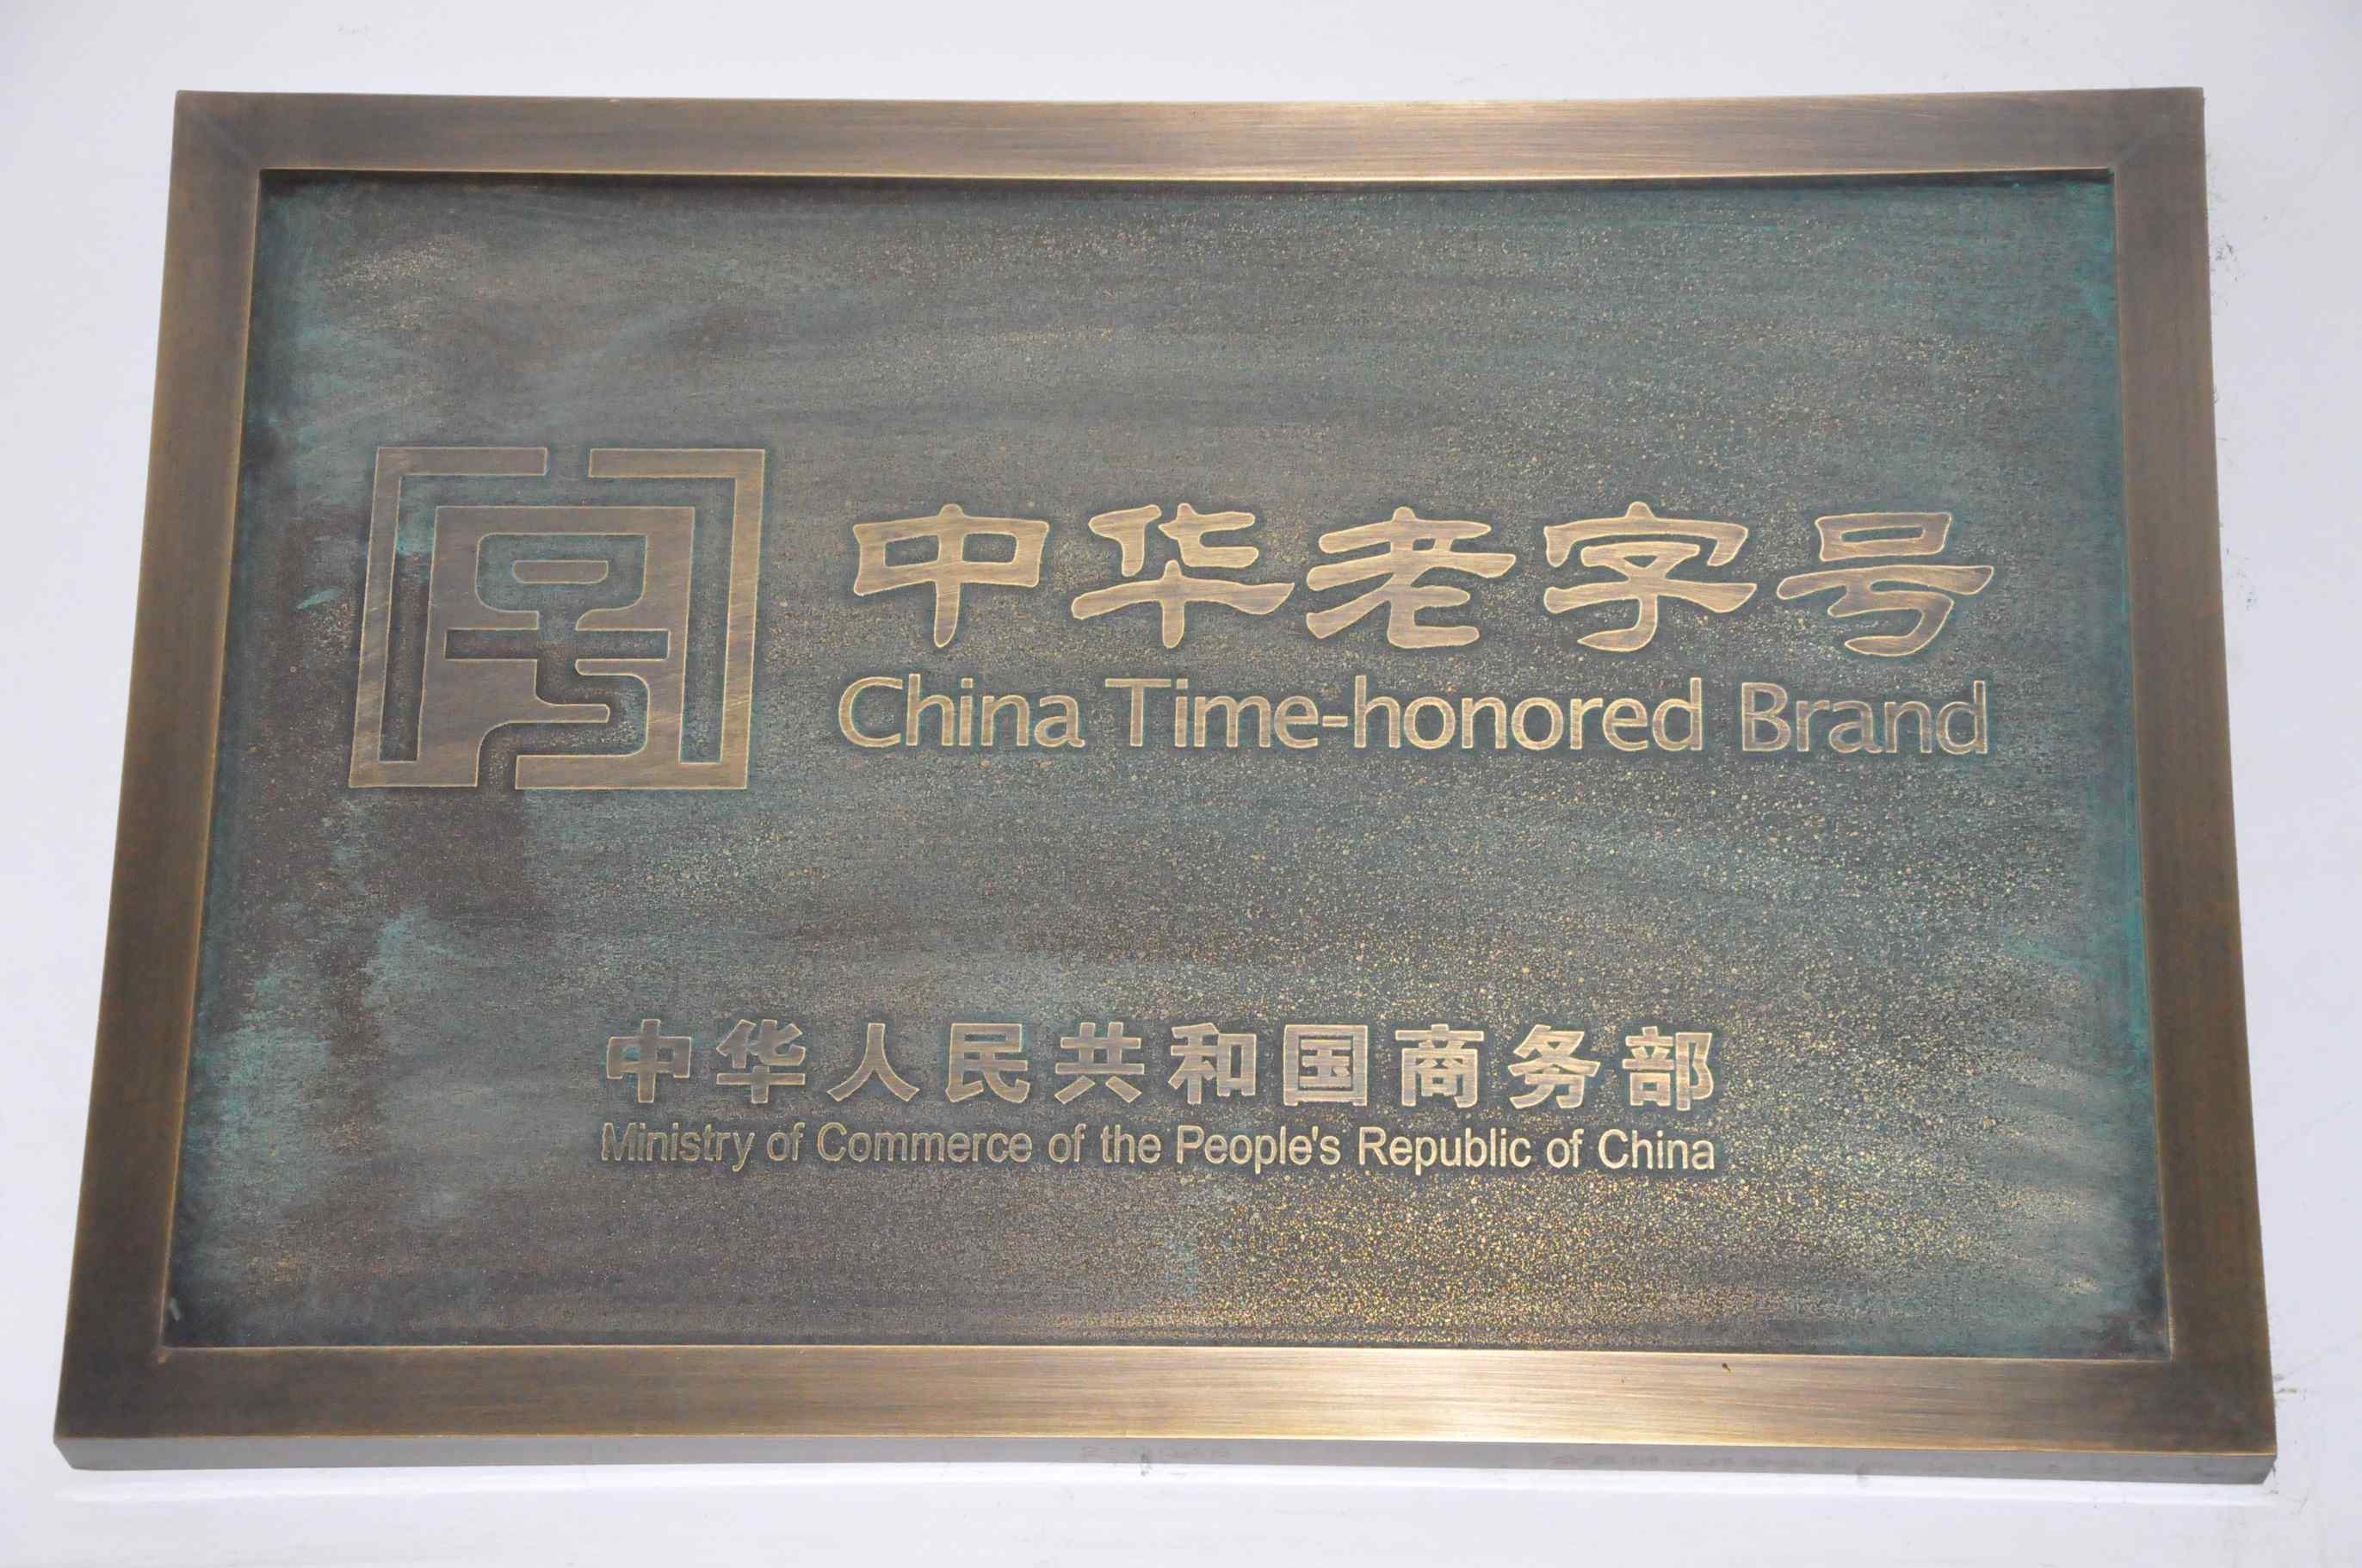 中华老字号
China Time-honored Brand
中华人民共和国商务部
Ministry of Commerce of the People's Republic of China